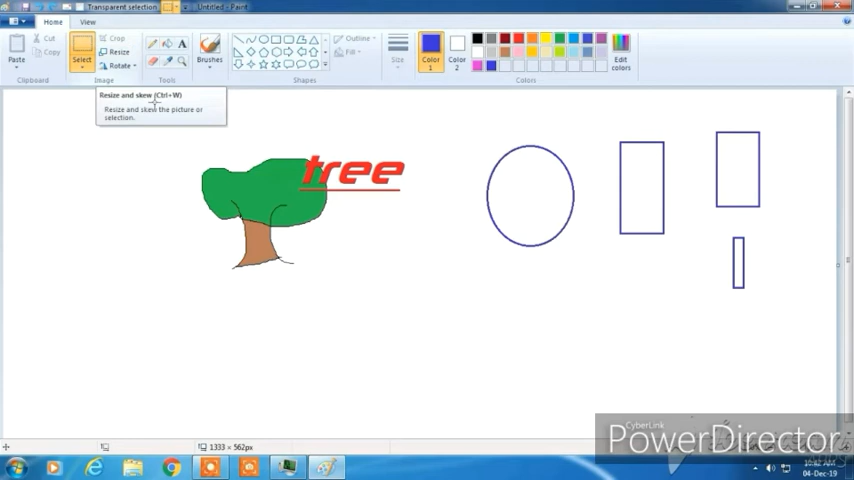 Transparent selection
Untitled - Paint
Home
View
Paste
Cut
Copy
Clipboard
Select
Crop
Resize
Rotate
Image
Tools
Brushes
Outline
Fill
Shapes
Size
Color
1
Color
2
Edit
colors
Colors
Resize and skew (Ctrl+W)
Resize and skew the picture or
selection.
tree
1333 × 562px
CyberLink
PowerDirector
04-Dec-19